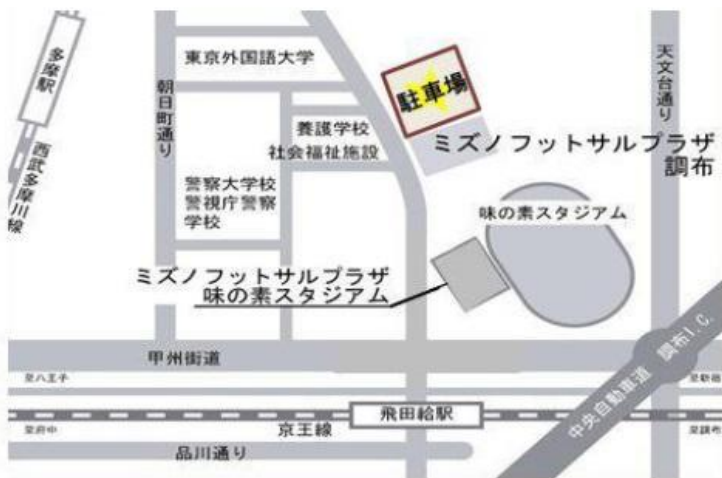 多摩駅
西武多摩川線
朝日町通り
東京外国語大学
駐車場
天文台通り
養護学校
社会福祉施設
ミズノフットサルプラザ
調布
警察大学校
警視庁警察
学校
味の素スタジアム
ミズノフットサルプラザ
味の素スタジアム
甲州街道
調布I.C.
中央自動車道
至八王子
至新宿
飛田給駅
至府中
京王線
至調布
品川通り